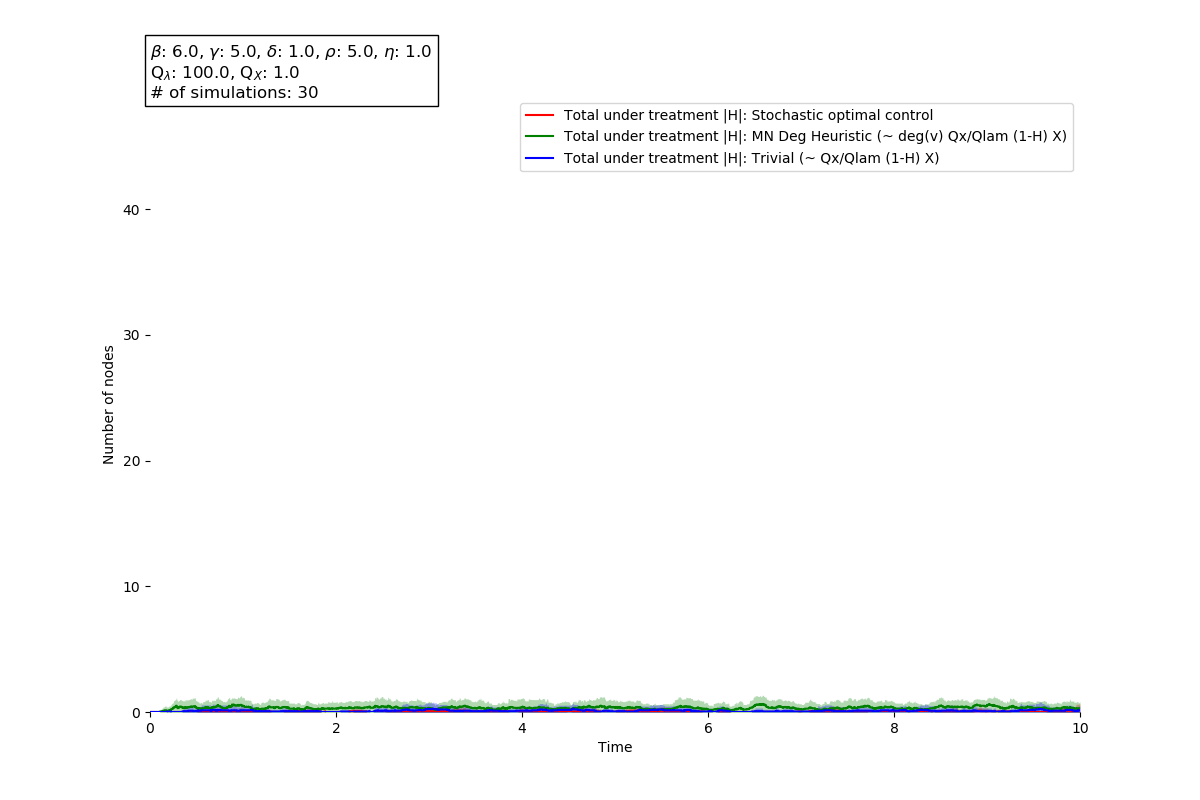 β: 6.0, γ: 5.0, δ: 1.0, ρ: 5.0, η: 1.0
Qλ: 100.0, Qχ: 1.0
# of simulations: 30
Total under treatment |H|: Stochastic optimal control
Total under treatment |H|: MN Deg Heuristic (~ deg(v) Qx/Qlam (1-H) X)
Total under treatment |H|: Trivial (~ Qx/Qlam (1-H) X)
40
30
Number of nodes
20
10
0
0 2 4 6 8 10
Time